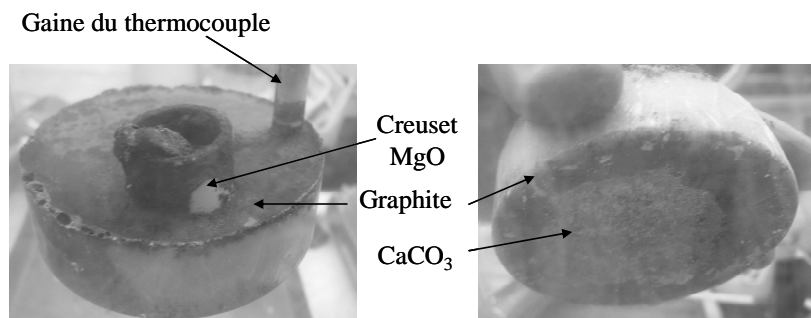 Gaine du thermocouple
Creuset
MgO
Graphite
CaCO₃